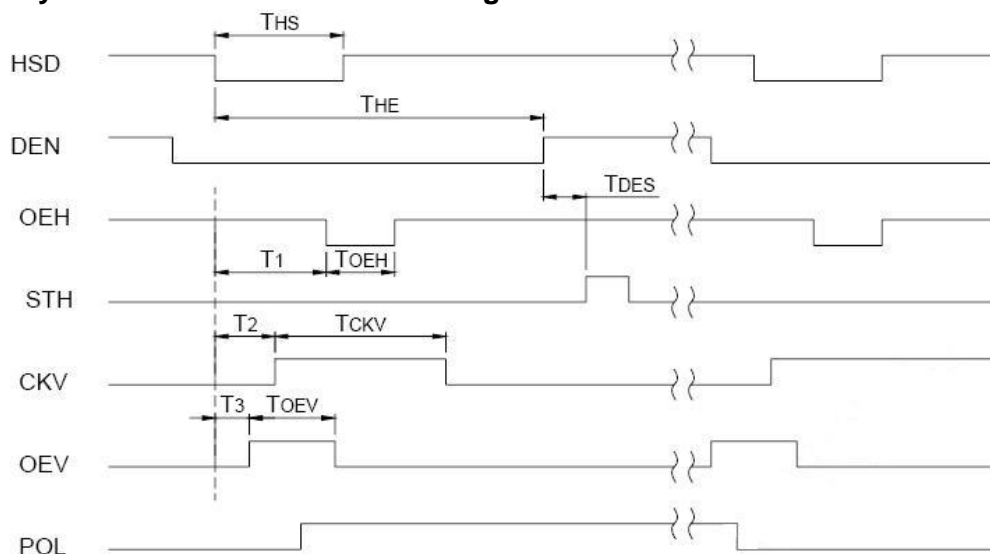 THS
HSD
THE
DEN
TDES
OEH
T1 TOEH
STH
T2 TCKV
CKV
T3 TOEV
OEV
POL